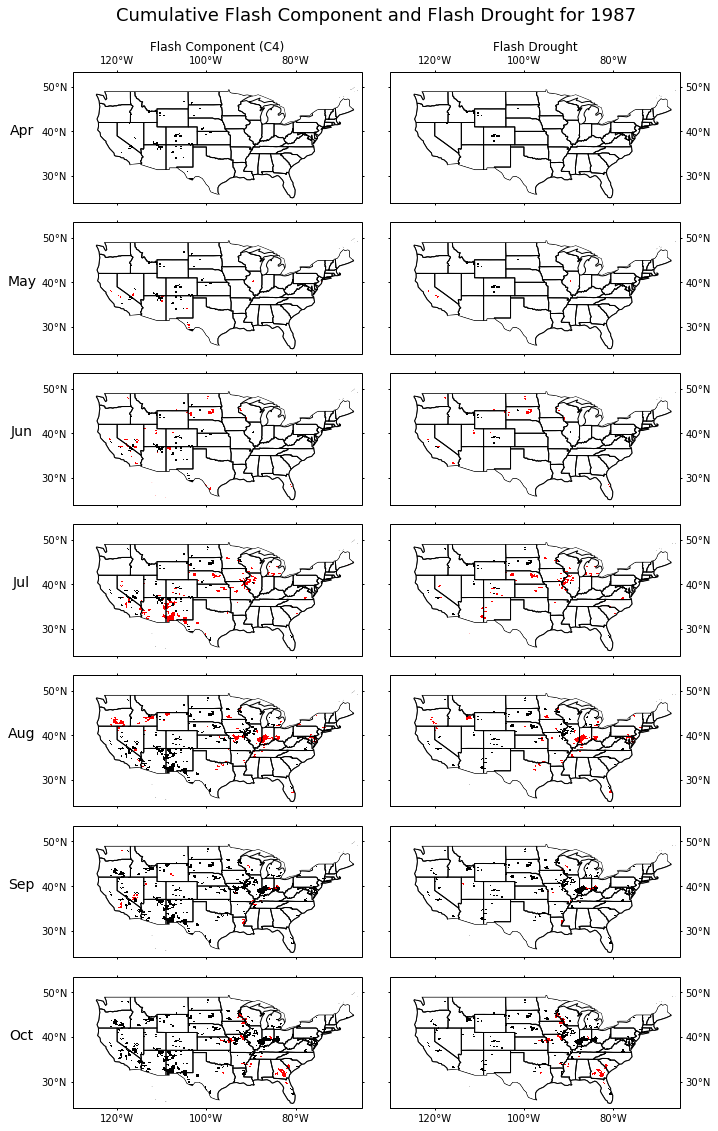 Cumulative Flash Component and Flash Drought for 1987
Flash Component (C4) Flash Drought
120°W 100°W 80°W 120°W 100°W 80°W
50°N 50°N
Apr 40°N 40°N
30°N 30°N
50°N 50°N
May 40°N 40°N
30°N 30°N
50°N 50°N
Jun 40°N 40°N
30°N 30°N
50°N 50°N
Jul 40°N 40°N
30°N 30°N
50°N 50°N
Aug 40°N 40°N
30°N 30°N
50°N 50°N
Sep 40°N 40°N
30°N 30°N
50°N 50°N
Oct 40°N 40°N
30°N 30°N
120°W 100°W 80°W 120°W 100°W 80°W